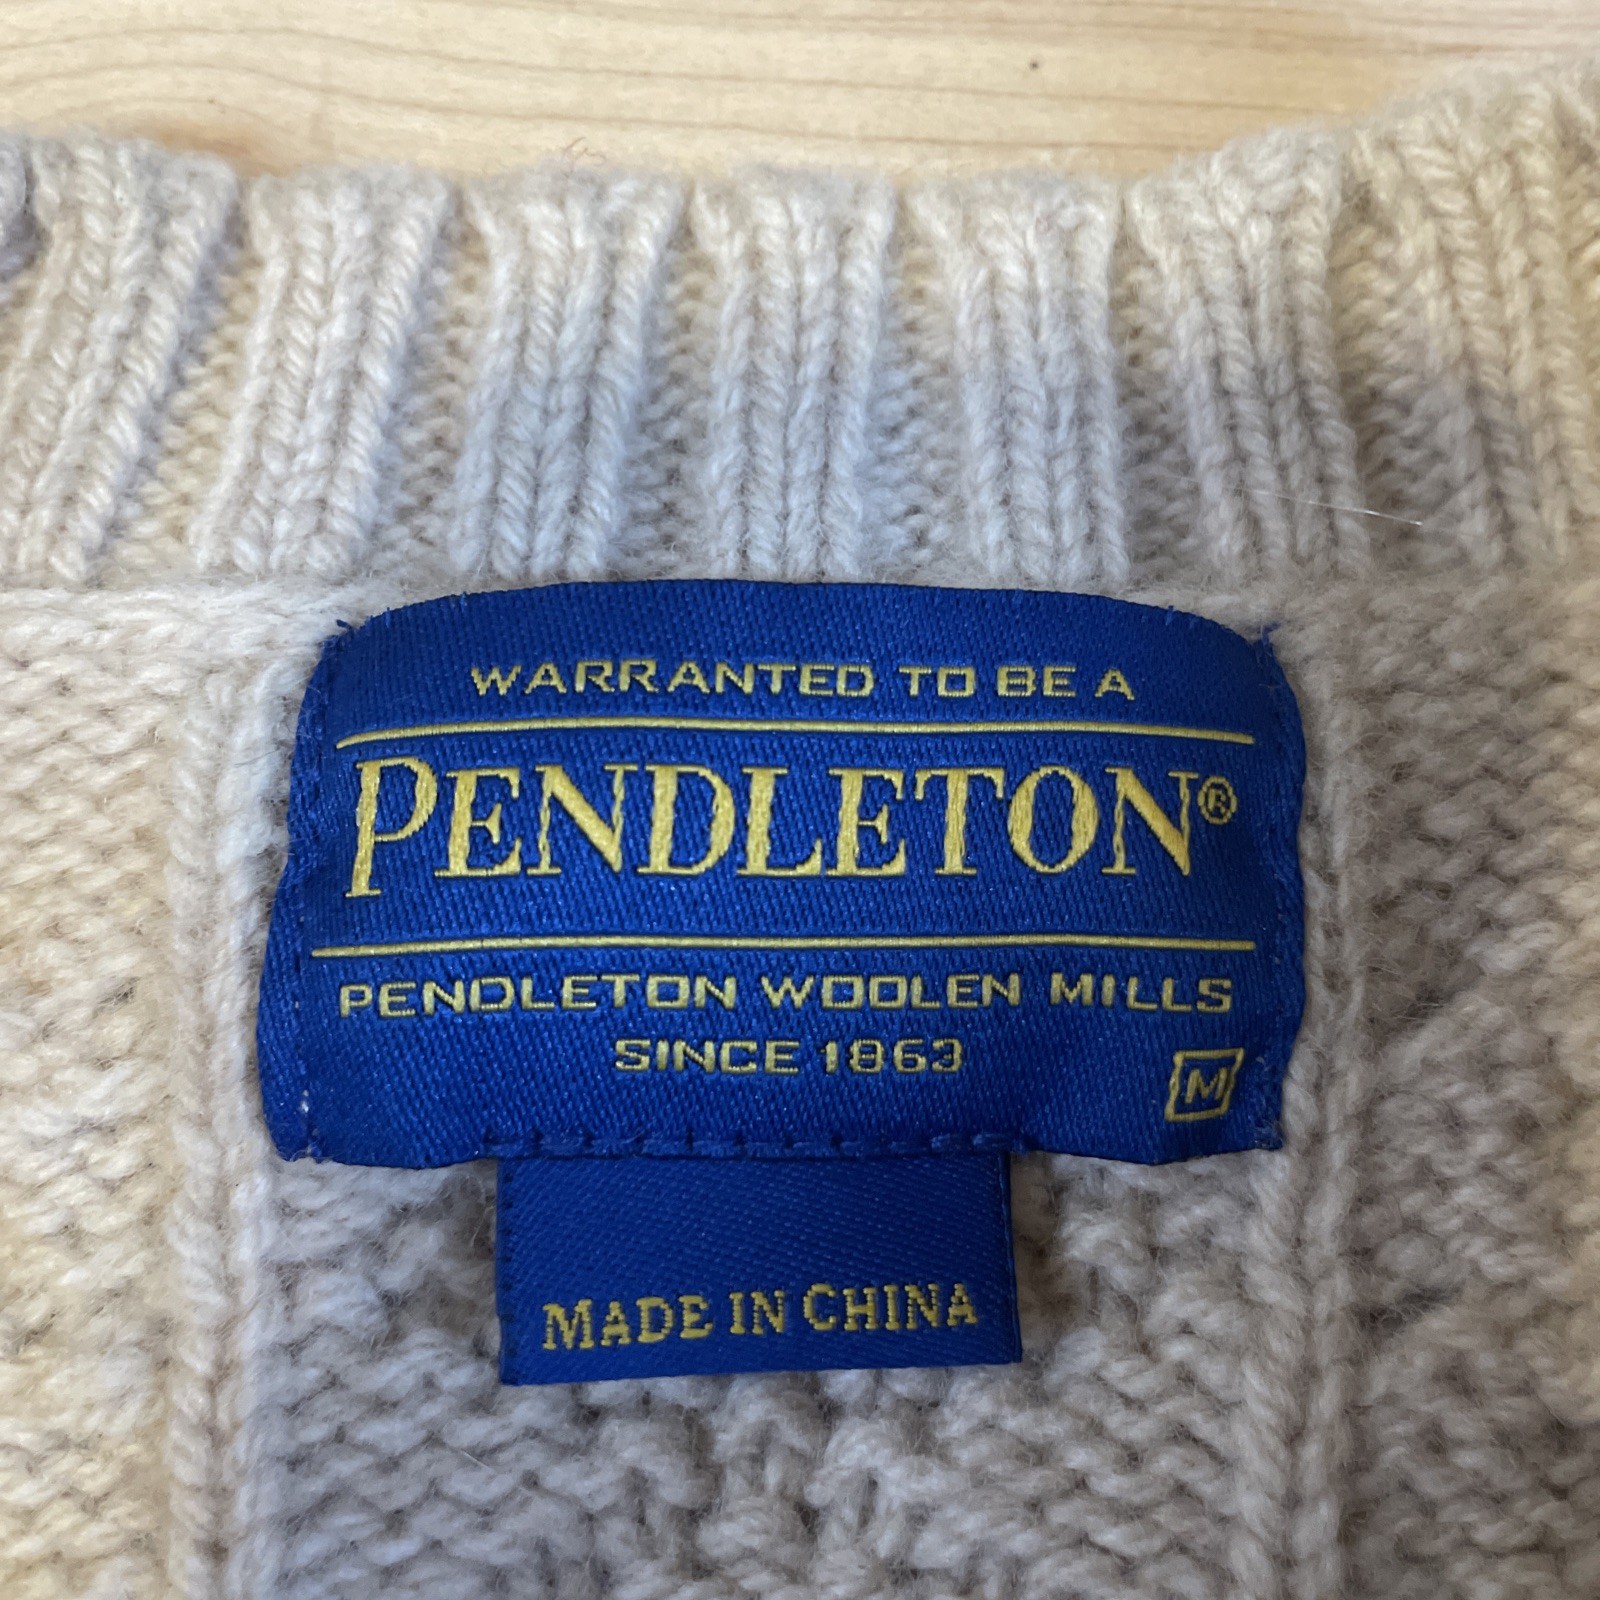 WARRANTED TO BE A
PENDLETON®
PENDLETON WOOLEN MILLS
SINCE 1863
M
MADE IN CHINA